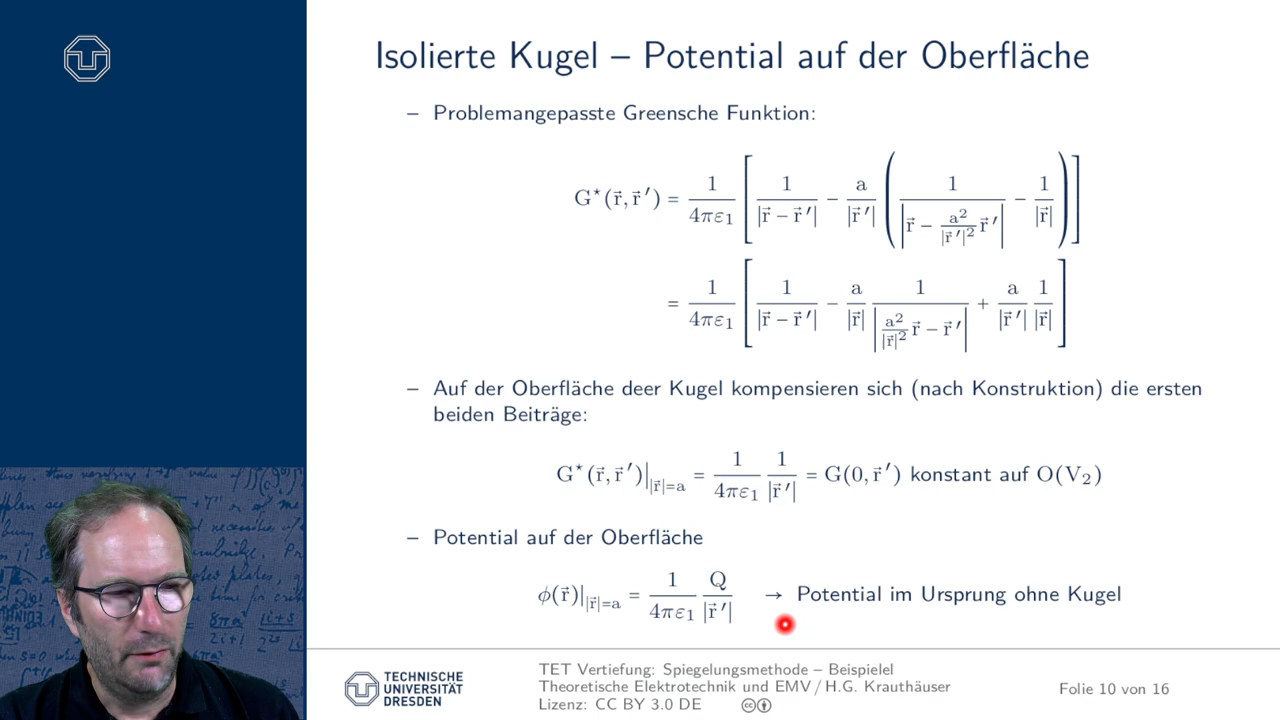 Isolierte Kugel – Potential auf der Oberfläche
– Problemangepasste Greensche Funktion:
G⋆(r⃗, r⃗ ′) = 1/(4πε₁) [ 1/|r⃗ − r⃗ ′| − a/|r⃗ ′| ( 1/|r⃗ − a²/|r⃗ ′|² r⃗ ′| − 1/|r⃗| ) ]
= 1/(4πε₁) [ 1/|r⃗ − r⃗ ′| − a/|r⃗| 1/|a²/|r⃗|² r⃗ − r⃗ ′| + a/|r⃗ ′| 1/|r⃗| ]
– Auf der Oberfläche deer Kugel kompensieren sich (nach Konstruktion) die ersten
beiden Beiträge:
G⋆(r⃗, r⃗ ′)||r⃗|=a = 1/(4πε₁) 1/|r⃗ ′| = G(0, r⃗ ′) konstant auf O(V₂)
– Potential auf der Oberfläche
ϕ(r⃗)||r⃗|=a = 1/(4πε₁) Q/|r⃗ ′| → Potential im Ursprung ohne Kugel
TECHNISCHE
UNIVERSITÄT
DRESDEN
TET Vertiefung: Spiegelungsmethode – Beispielel
Theoretische Elektrotechnik und EMV / H.G. Krauthäuser
Lizenz: CC BY 3.0 DE
Folie 10 von 16